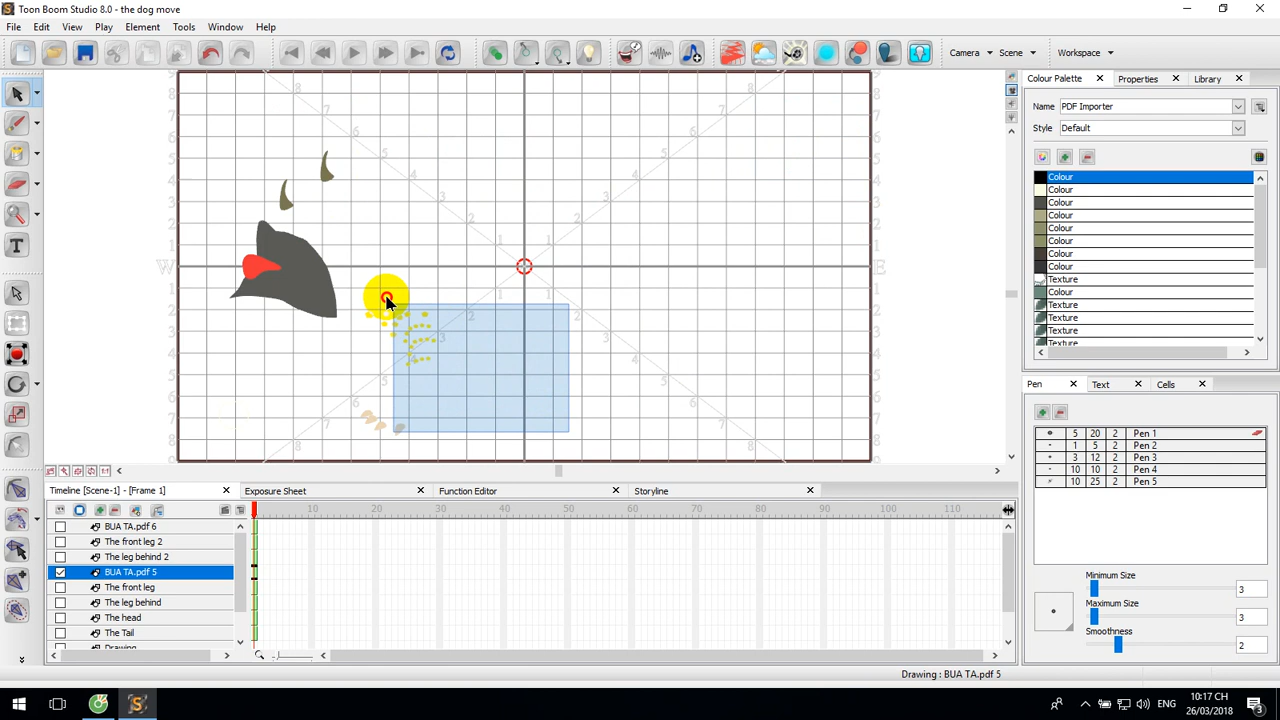 Toon Boom Studio 8.0 - the dog move
File Edit View Play Element Tools Window Help
Camera Scene Workspace
Colour Palette Properties Library
Name PDF Importer
Style Default
Colour
Colour
Colour
Colour
Colour
Colour
Colour
Colour
Texture
Colour
Texture
Texture
Texture
Texture
Pen Text Cells
5 20 2 Pen 1
1 5 2 Pen 2
3 12 2 Pen 3
10 10 2 Pen 4
10 25 2 Pen 5
Minimum Size
3
Maximum Size
3
Smoothness
2
W E
Timeline [Scene-1] - [Frame 1] Exposure Sheet Function Editor Storyline
10 20 30 40 50 60 70 80 90 100 110
BUA TA.pdf 6
The front leg 2
The leg behind 2
BUA TA.pdf 5
The front leg
The leg behind
The head
The Tail
Drawing
Drawing : BUA TA.pdf 5
ENG
10:17 CH
26/03/2018
3